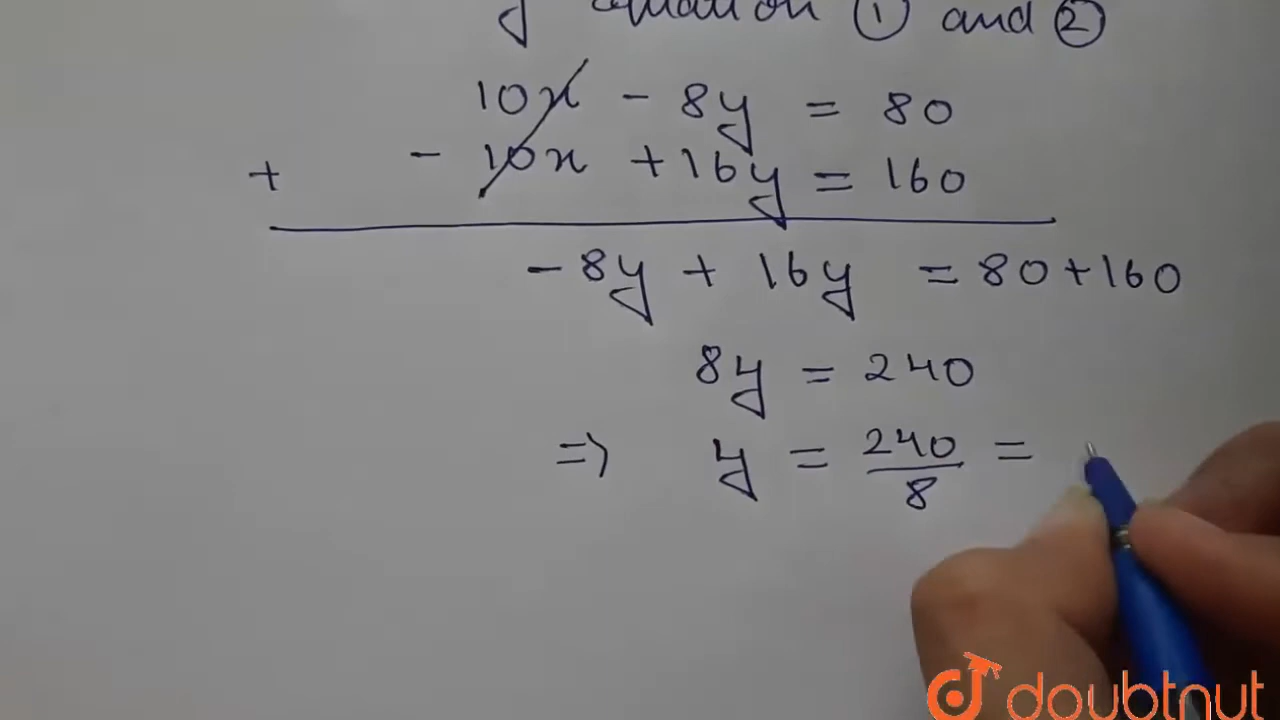 equation ① and ②
10x - 8y = 80
+ - 10x + 16y = 160
- 8y + 16y = 80 + 160
8y = 240
⇒ y = 240/8 =
doubtnut